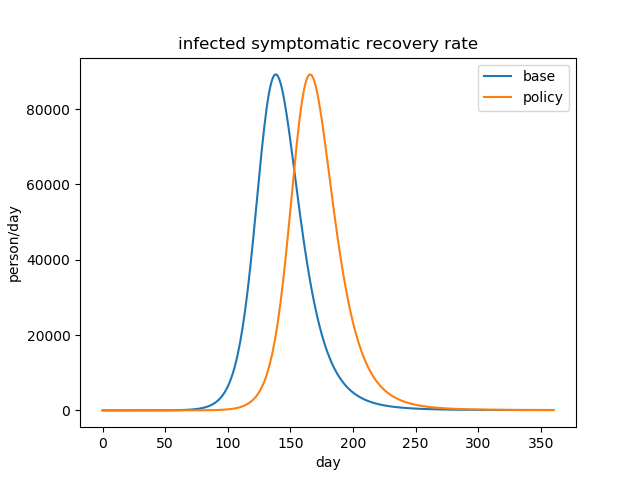 infected symptomatic recovery rate
base
policy
80000
60000
40000
20000
0
person/day
0 50 100 150 200 250 300 350
day